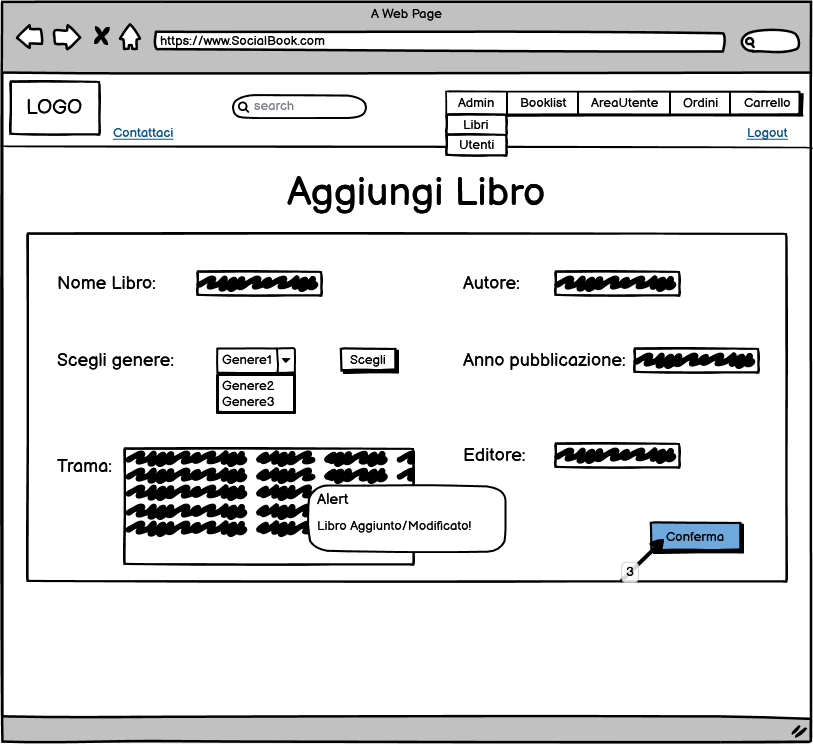 A Web Page
https://www.SocialBook.com
LOGO
Contattaci
search
Admin
Booklist
AreaUtente
Ordini
Carrello
Libri
Utenti
Logout
Aggiungi Libro
Nome Libro:
Autore:
Scegli genere:
Genere1
Scegli
Anno pubblicazione:
Genere2
Genere3
Trama:
Editore:
Alert
Libro Aggiunto/Modificato!
Conferma
3